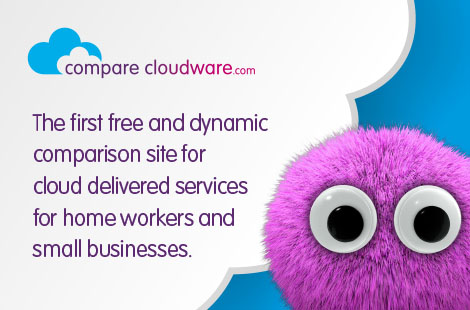 compare cloudware.com
The first free and dynamic
comparison site for
cloud delivered services
for home workers and
small businesses.